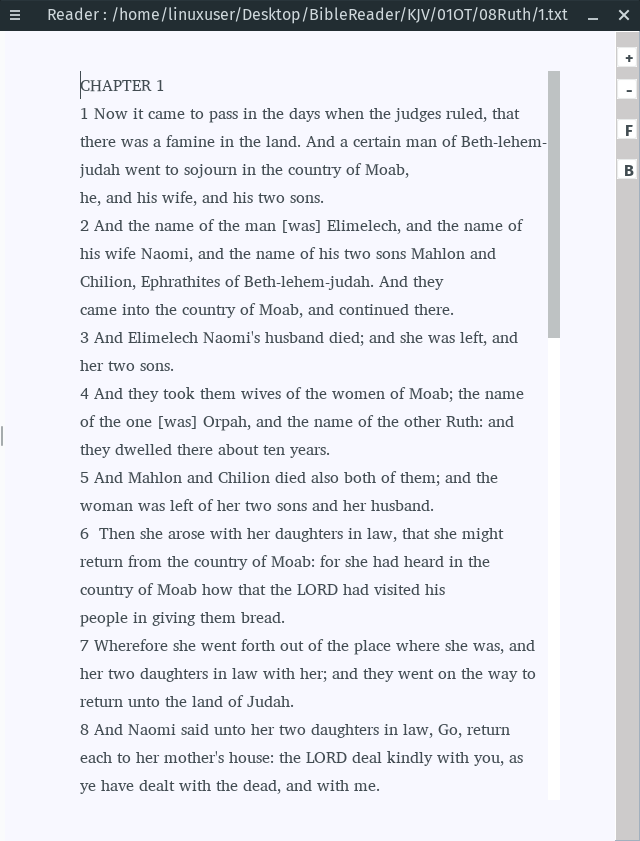 Reader : /home/linuxuser/Desktop/BibleReader/KJV/01OT/08Ruth/1.txt
+
-
F
B
CHAPTER 1
1 Now it came to pass in the days when the judges ruled, that
there was a famine in the land. And a certain man of Beth-lehem-
judah went to sojourn in the country of Moab,
he, and his wife, and his two sons.
2 And the name of the man [was] Elimelech, and the name of
his wife Naomi, and the name of his two sons Mahlon and
Chilion, Ephrathites of Beth-lehem-judah. And they
came into the country of Moab, and continued there.
3 And Elimelech Naomi's husband died; and she was left, and
her two sons.
4 And they took them wives of the women of Moab; the name
of the one [was] Orpah, and the name of the other Ruth: and
they dwelled there about ten years.
5 And Mahlon and Chilion died also both of them; and the
woman was left of her two sons and her husband.
6  Then she arose with her daughters in law, that she might
return from the country of Moab: for she had heard in the
country of Moab how that the LORD had visited his
people in giving them bread.
7 Wherefore she went forth out of the place where she was, and
her two daughters in law with her; and they went on the way to
return unto the land of Judah.
8 And Naomi said unto her two daughters in law, Go, return
each to her mother's house: the LORD deal kindly with you, as
ye have dealt with the dead, and with me.